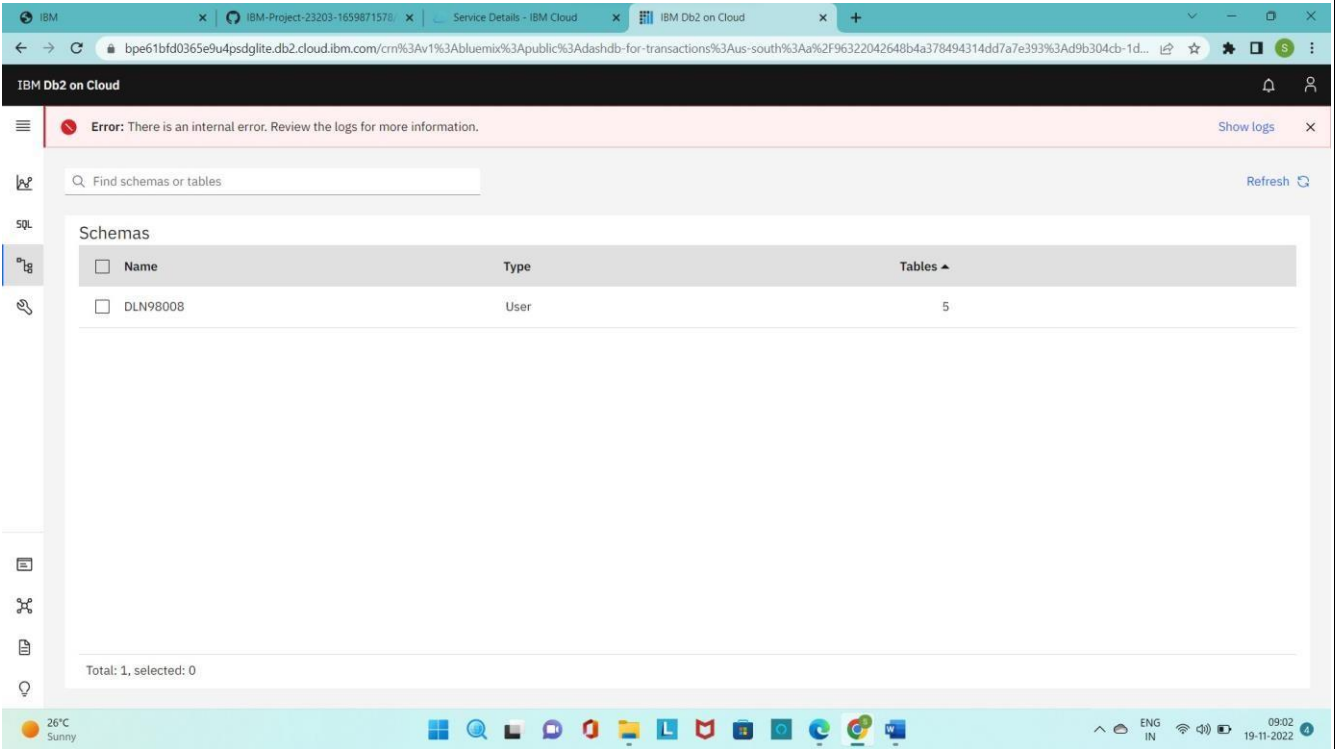 IBM
IBM-Project-23203-1659871578/
Service Details - IBM Cloud
IBM Db2 on Cloud
bpe61bfd0365e9u4psdglite.db2.cloud.ibm.com/crn%3Av1%3Abluemix%3Apublic%3Adashdb-for-transactions%3Aus-south%3Aa%2F96322042648b4a378494314dd7a7e393%3Ad9b304cb-1d...
S
IBM Db2 on Cloud
Error: There is an internal error. Review the logs for more information.
Show logs
Find schemas or tables
Refresh
SQL
Schemas
Name Type Tables
DLN98008 User 5
Total: 1, selected: 0
26°C
Sunny
L
W
ENG
IN
09:02
19-11-2022
4